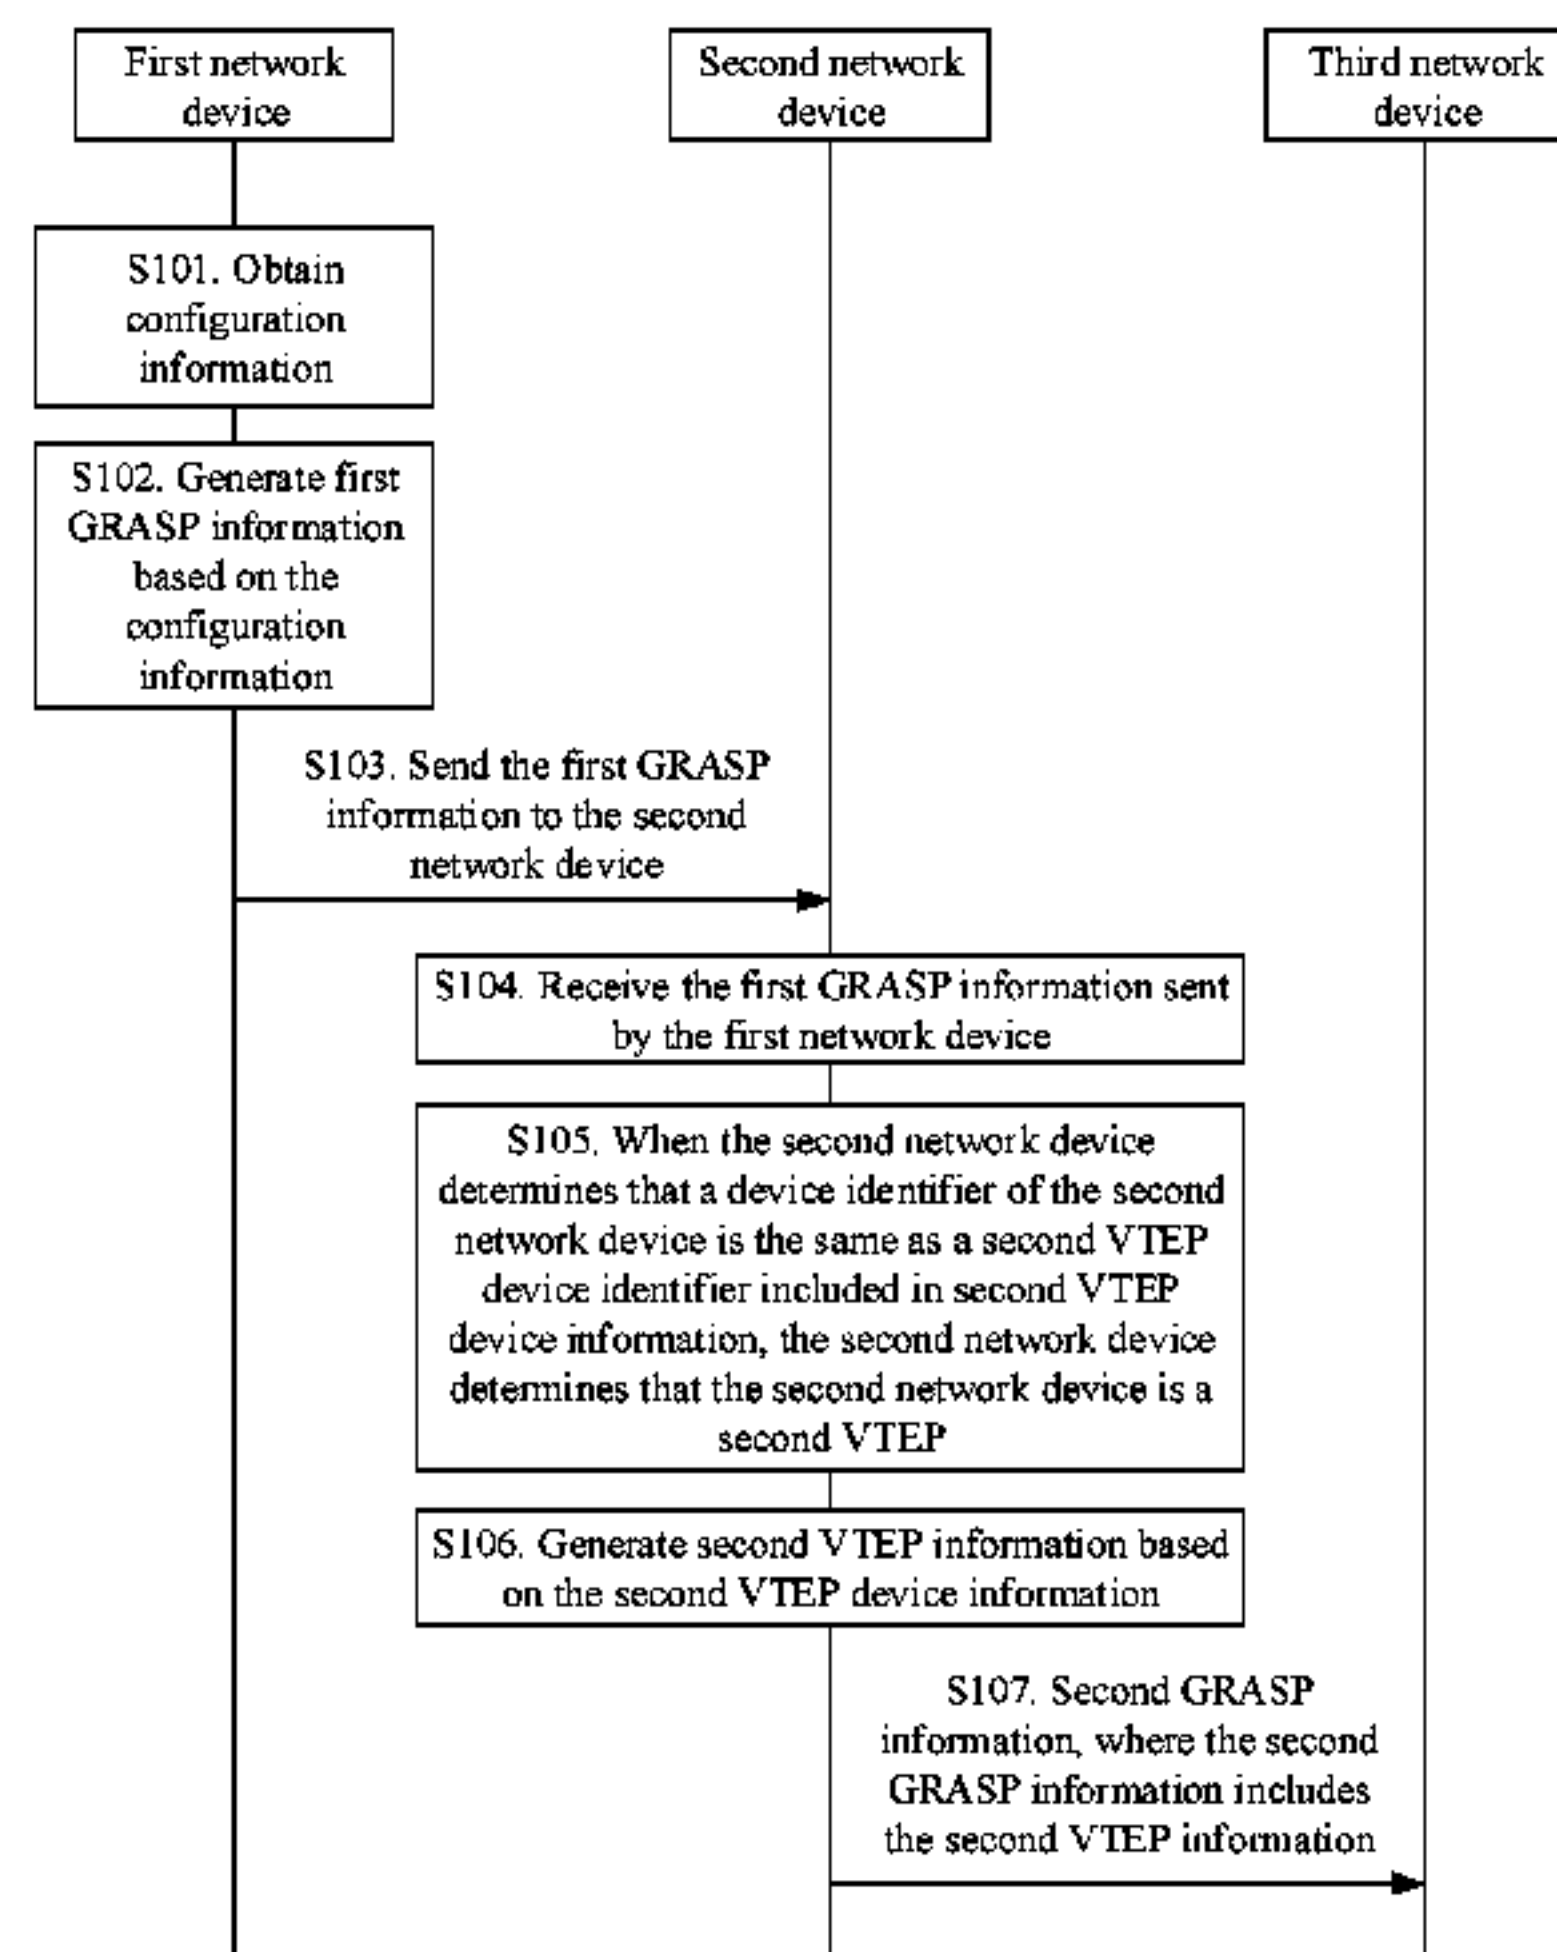 First network
device
Second network
device
Third network
device
S101. Obtain
configuration
information
S102. Generate first
GRASP information
based on the
configuration
information
S103. Send the first GRASP
information to the second
network device
S104. Receive the first GRASP information sent
by the first network device
S105. When the second network device
determines that a device identifier of the second
network device is the same as a second VTEP
device identifier included in second VTEP
device information, the second network device
determines that the second network device is a
second VTEP
S106. Generate second VTEP information based
on the second VTEP device information
S107. Second GRASP
information, where the second
GRASP information includes
the second VTEP information